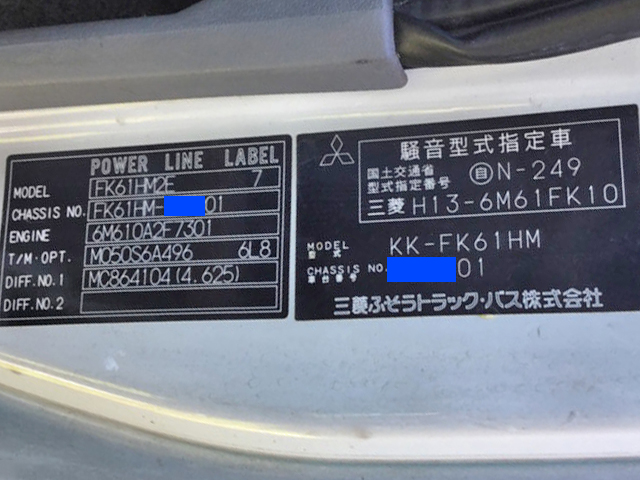 POWER LINE LABEL
MODEL FK61HM2E 7
CHASSIS NO. FK61HM- 01
ENGINE 6M610A2F7301
T/M·OPT. M050S6A496 6L8
DIFF.NO.1 MC864104(4.625)
DIFF.NO.2
騒音型式指定車
国土交通省
型式指定番号 自N-249
三菱 H13-6M61FK10
MODEL 型式 KK-FK61HM
CHASSIS NO. 車台番号 01
三菱ふそうトラック・バス株式会社